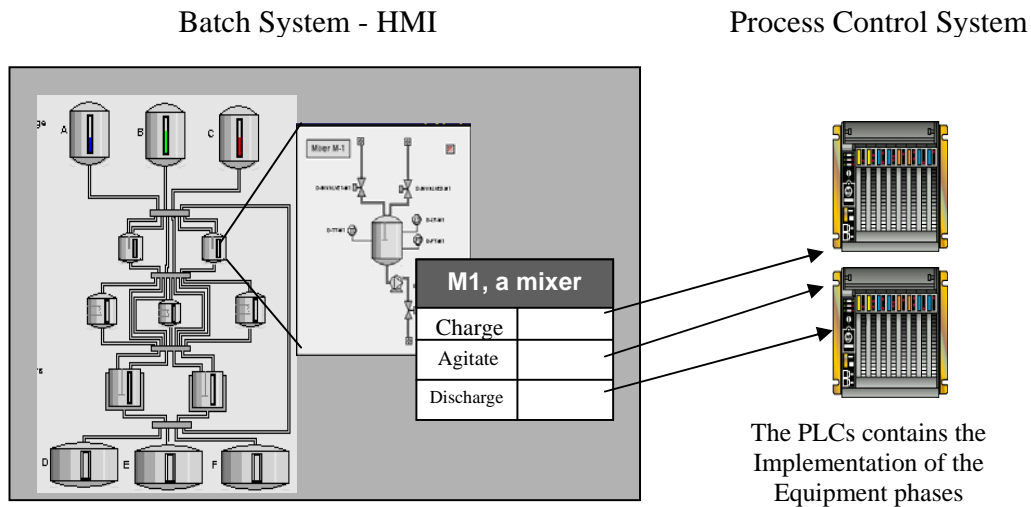 Batch System - HMI
Process Control System
A
B
C
Mixer M-1
M1, a mixer
Charge
Agitate
Discharge
D
E
F
The PLCs contains the
Implementation of the
Equipment phases